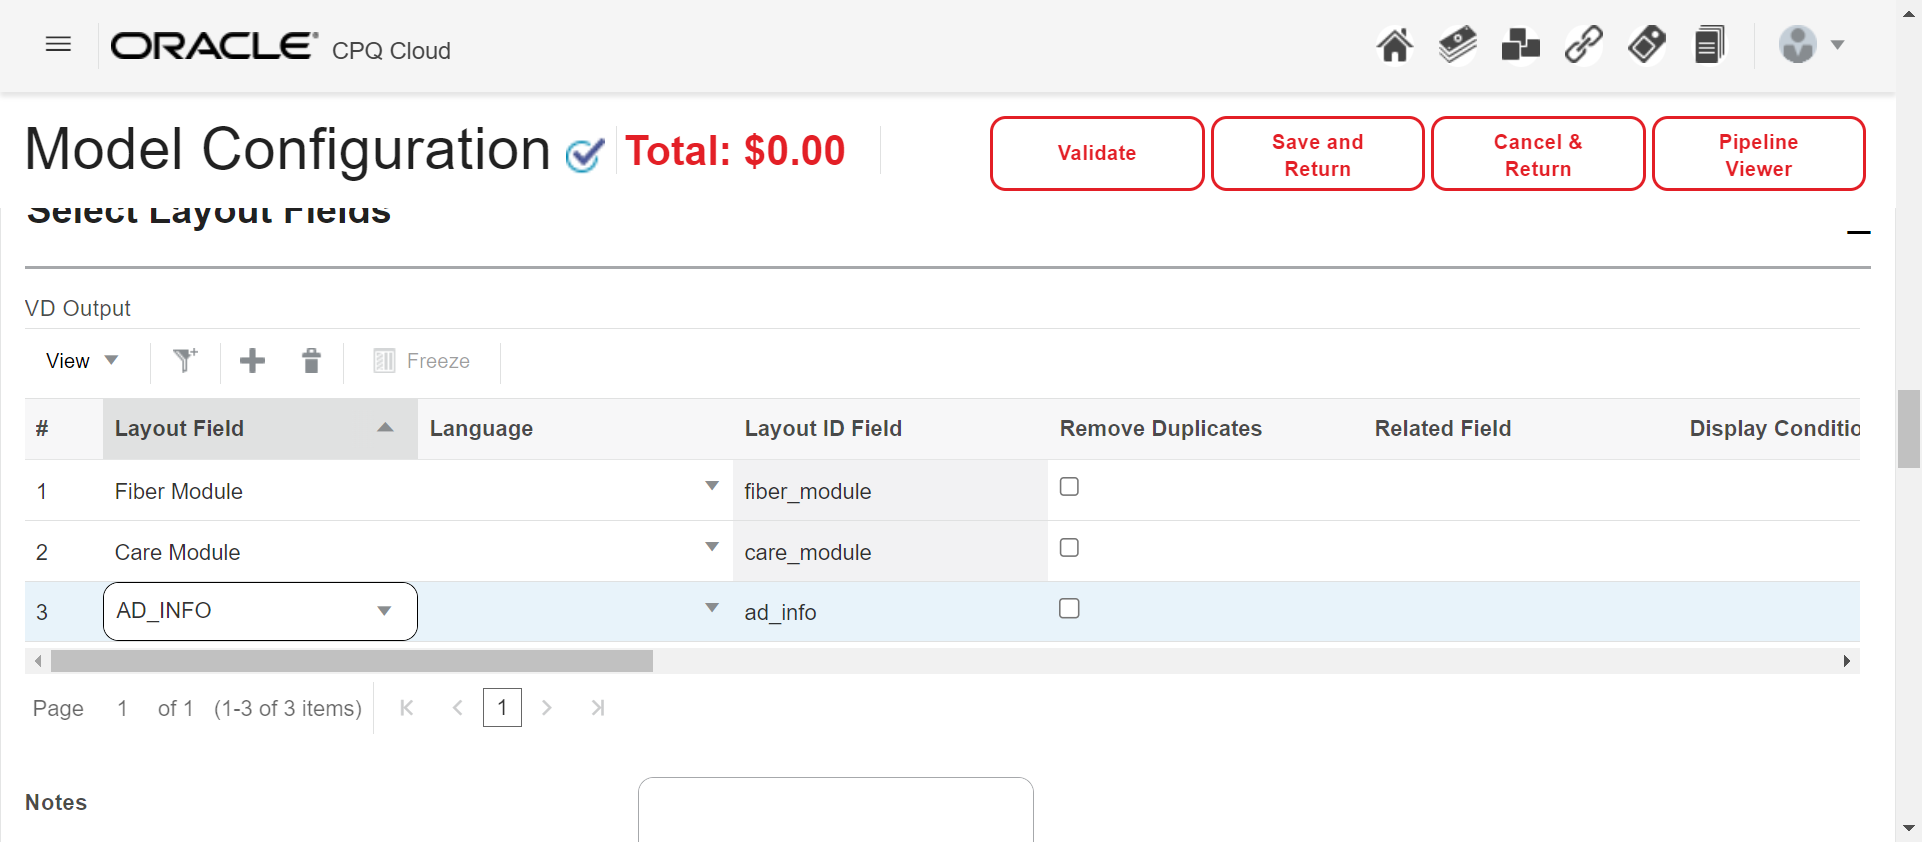 ORACLE CPQ Cloud
Model Configuration Total: $0.00
Validate
Save and
Return
Cancel &
Return
Pipeline
Viewer
Select Layout Fields
VD Output
View Freeze
# Layout Field Language Layout ID Field Remove Duplicates Related Field Display Conditio
1 Fiber Module fiber_module
2 Care Module care_module
3 AD_INFO ad_info
Page 1 of 1 (1-3 of 3 items) 1
Notes